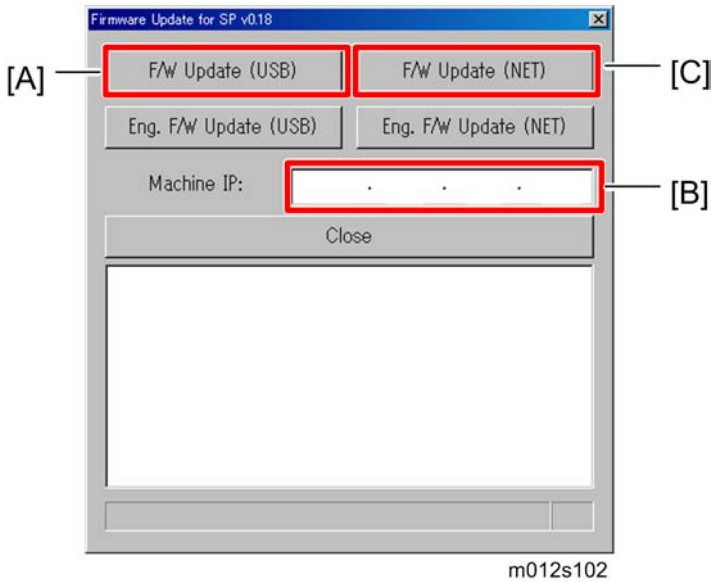 Firmware Update for SP v0.18
[A] F/W Update (USB) F/W Update (NET) [C]
Eng. F/W Update (USB) Eng. F/W Update (NET)
Machine IP: . . . [B]
Close
m012s102